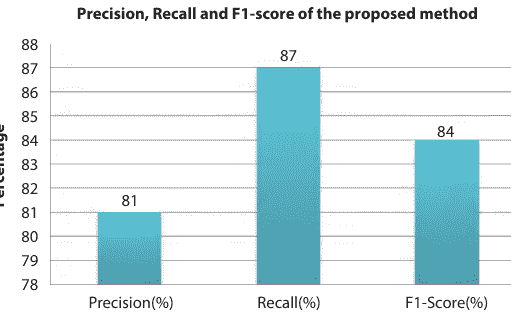 Precision, Recall and F1-score of the proposed method
Percentage
88
87
86
85
84
83
82
81
80
79
78
81
87
84
Precision(%)
Recall(%)
F1-Score(%)